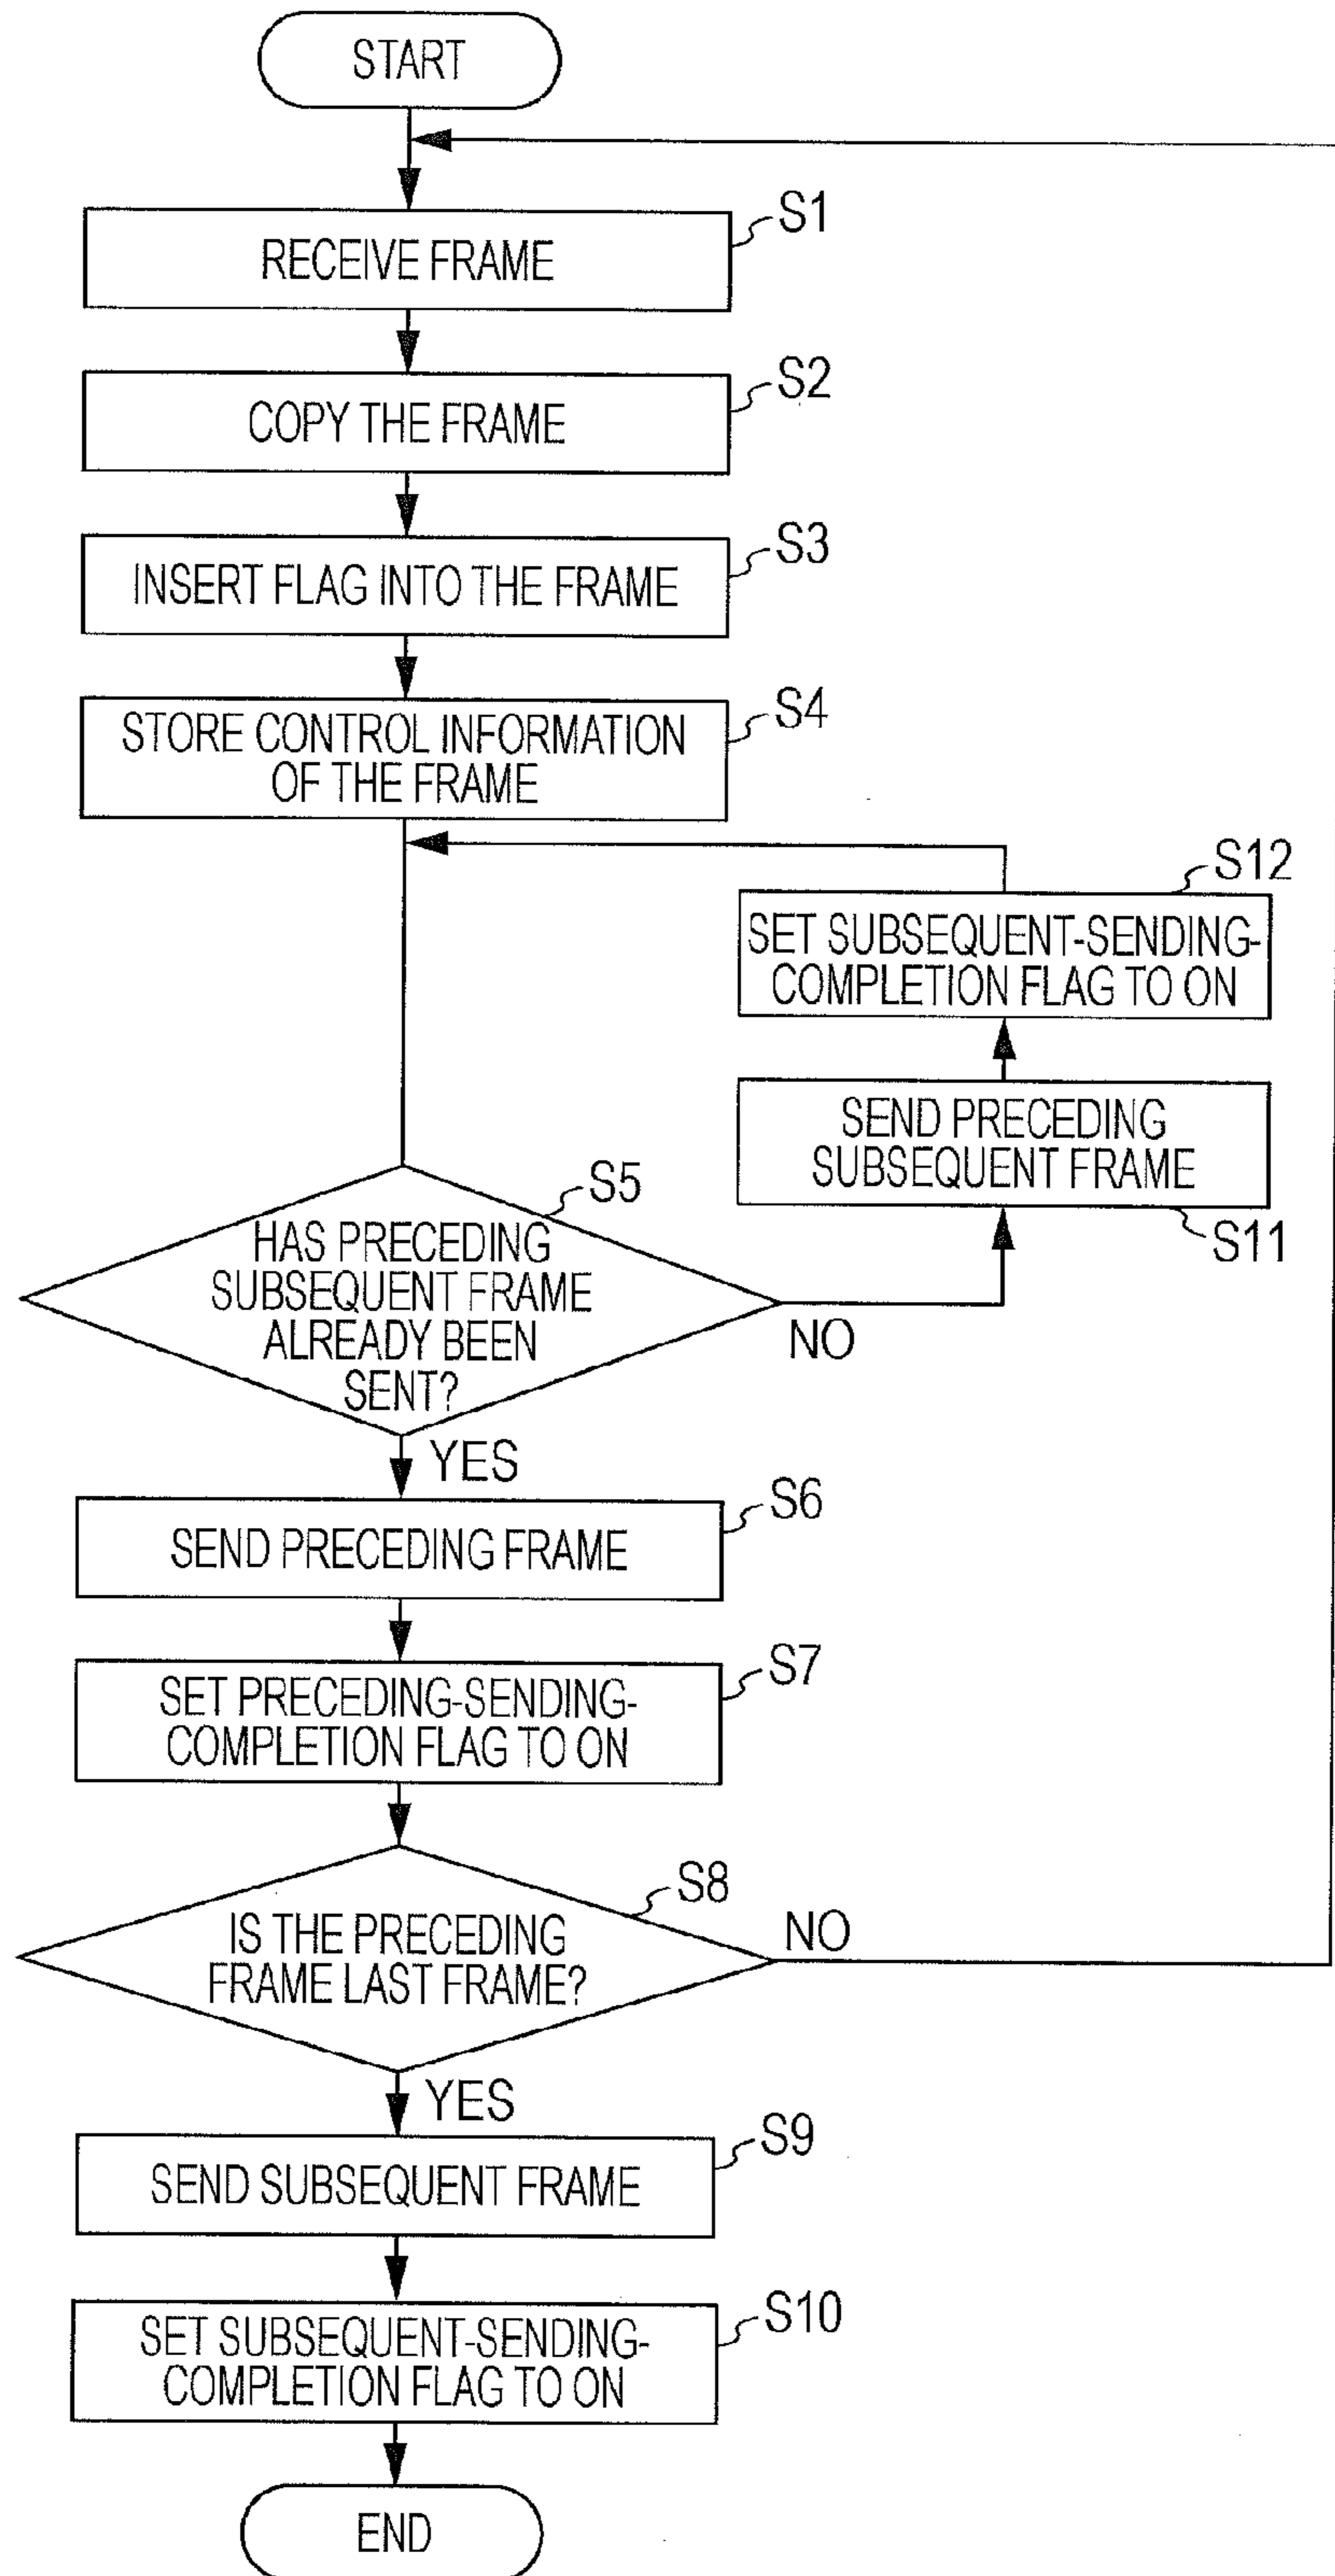 START
S1
RECEIVE FRAME
S2
COPY THE FRAME
S3
INSERT FLAG INTO THE FRAME
S4
STORE CONTROL INFORMATION
OF THE FRAME
S12
SET SUBSEQUENT-SENDING-
COMPLETION FLAG TO ON
SEND PRECEDING
SUBSEQUENT FRAME
S11
S5
HAS PRECEDING
SUBSEQUENT FRAME
ALREADY BEEN
SENT?
NO
YES
S6
SEND PRECEDING FRAME
S7
SET PRECEDING-SENDING-
COMPLETION FLAG TO ON
S8
IS THE PRECEDING
FRAME LAST FRAME?
NO
YES
S9
SEND SUBSEQUENT FRAME
S10
SET SUBSEQUENT-SENDING-
COMPLETION FLAG TO ON
END